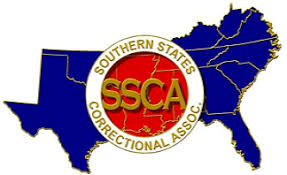 SOUTHERN STATES
SSCA
CORRECTIONAL ASSOC.